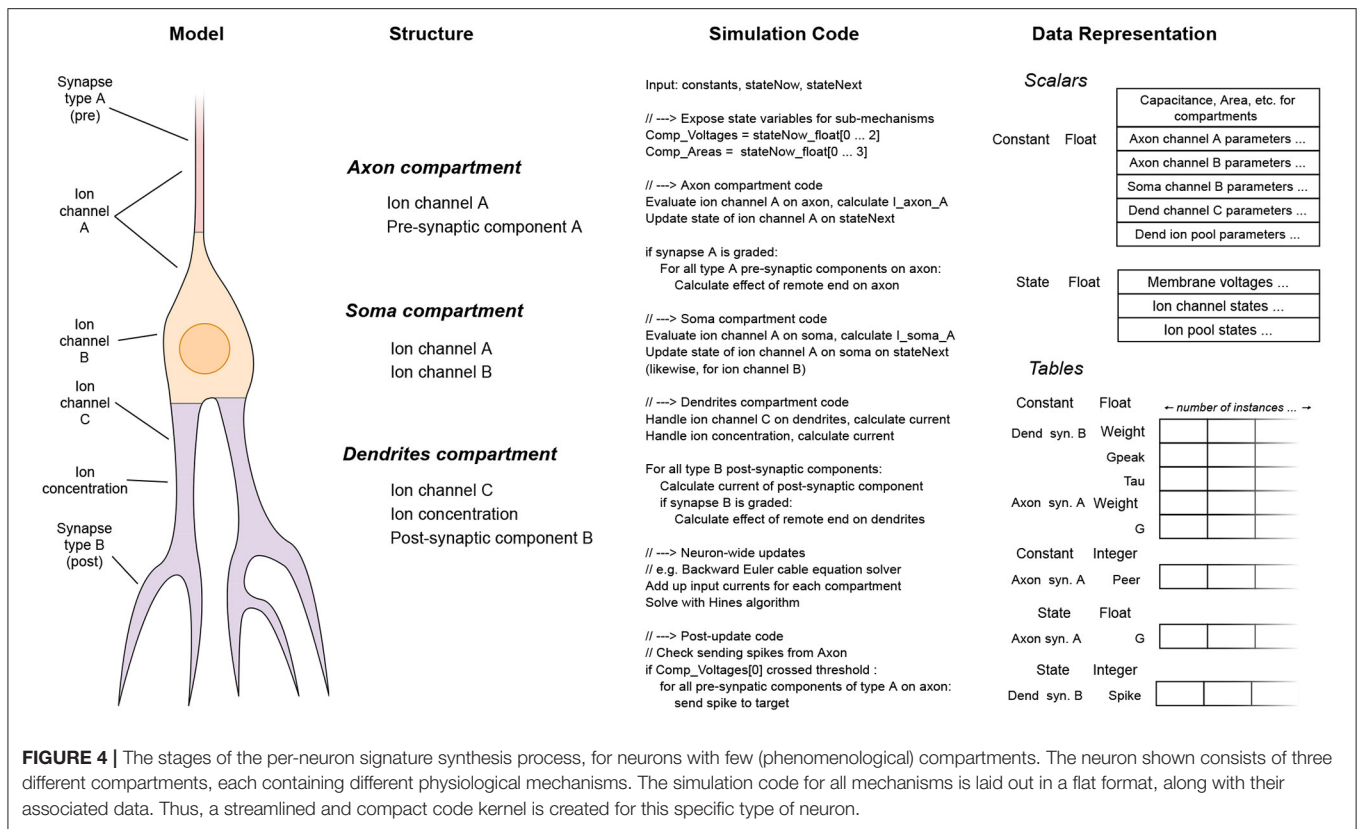 Model
Structure
Simulation Code
Data Representation
Synapse
type A
(pre)
Ion
channel
A
Ion
channel
B
Ion
channel
C
Ion
concentration
Synapse
type B
(post)
Axon compartment
Ion channel A
Pre-synaptic component A
Soma compartment
Ion channel A
Ion channel B
Dendrites compartment
Ion channel C
Ion concentration
Post-synaptic component B
Input: constants, stateNow, stateNext
// ---> Expose state variables for sub-mechanisms
Comp_Voltages = stateNow_float[0 ... 2]
Comp_Areas = stateNow_float[0 ... 3]
// ---> Axon compartment code
Evaluate ion channel A on axon, calculate I_axon_A
Update state of ion channel A on stateNext
if synapse A is graded:
For all type A pre-synaptic components on axon:
Calculate effect of remote end on axon
// ---> Soma compartment code
Evaluate ion channel A on soma, calculate I_soma_A
Update state of ion channel A on soma on stateNext
(likewise, for ion channel B)
// ---> Dendrites compartment code
Handle ion channel C on dendrites, calculate current
Handle ion concentration, calculate current
For all type B post-synaptic components:
Calculate current of post-synaptic component
if synapse B is graded:
Calculate effect of remote end on dendrites
// ---> Neuron-wide updates
// e.g. Backward Euler cable equation solver
Add up input currents for each compartment
Solve with Hines algorithm
// ---> Post-update code
// Check sending spikes from Axon
if Comp_Voltages[0] crossed threshold :
for all pre-synpatic components of type A on axon:
send spike to target
Scalars
Constant Float
Capacitance, Area, etc. for
compartments
Axon channel A parameters ...
Axon channel B parameters ...
Soma channel B parameters ...
Dend channel C parameters ...
Dend ion pool parameters ...
State Float
Membrane voltages ...
Ion channel states ...
Ion pool states ...
Tables
Constant Float
← number of instances ... →
Dend syn. B Weight
Gpeak
Tau
Axon syn. A Weight
G
Constant Integer
Axon syn. A Peer
State Float
Axon syn. A G
State Integer
Dend syn. B Spike
FIGURE 4 | The stages of the per-neuron signature synthesis process, for neurons with few (phenomenological) compartments. The neuron shown consists of three
different compartments, each containing different physiological mechanisms. The simulation code for all mechanisms is laid out in a flat format, along with their
associated data. Thus, a streamlined and compact code kernel is created for this specific type of neuron.